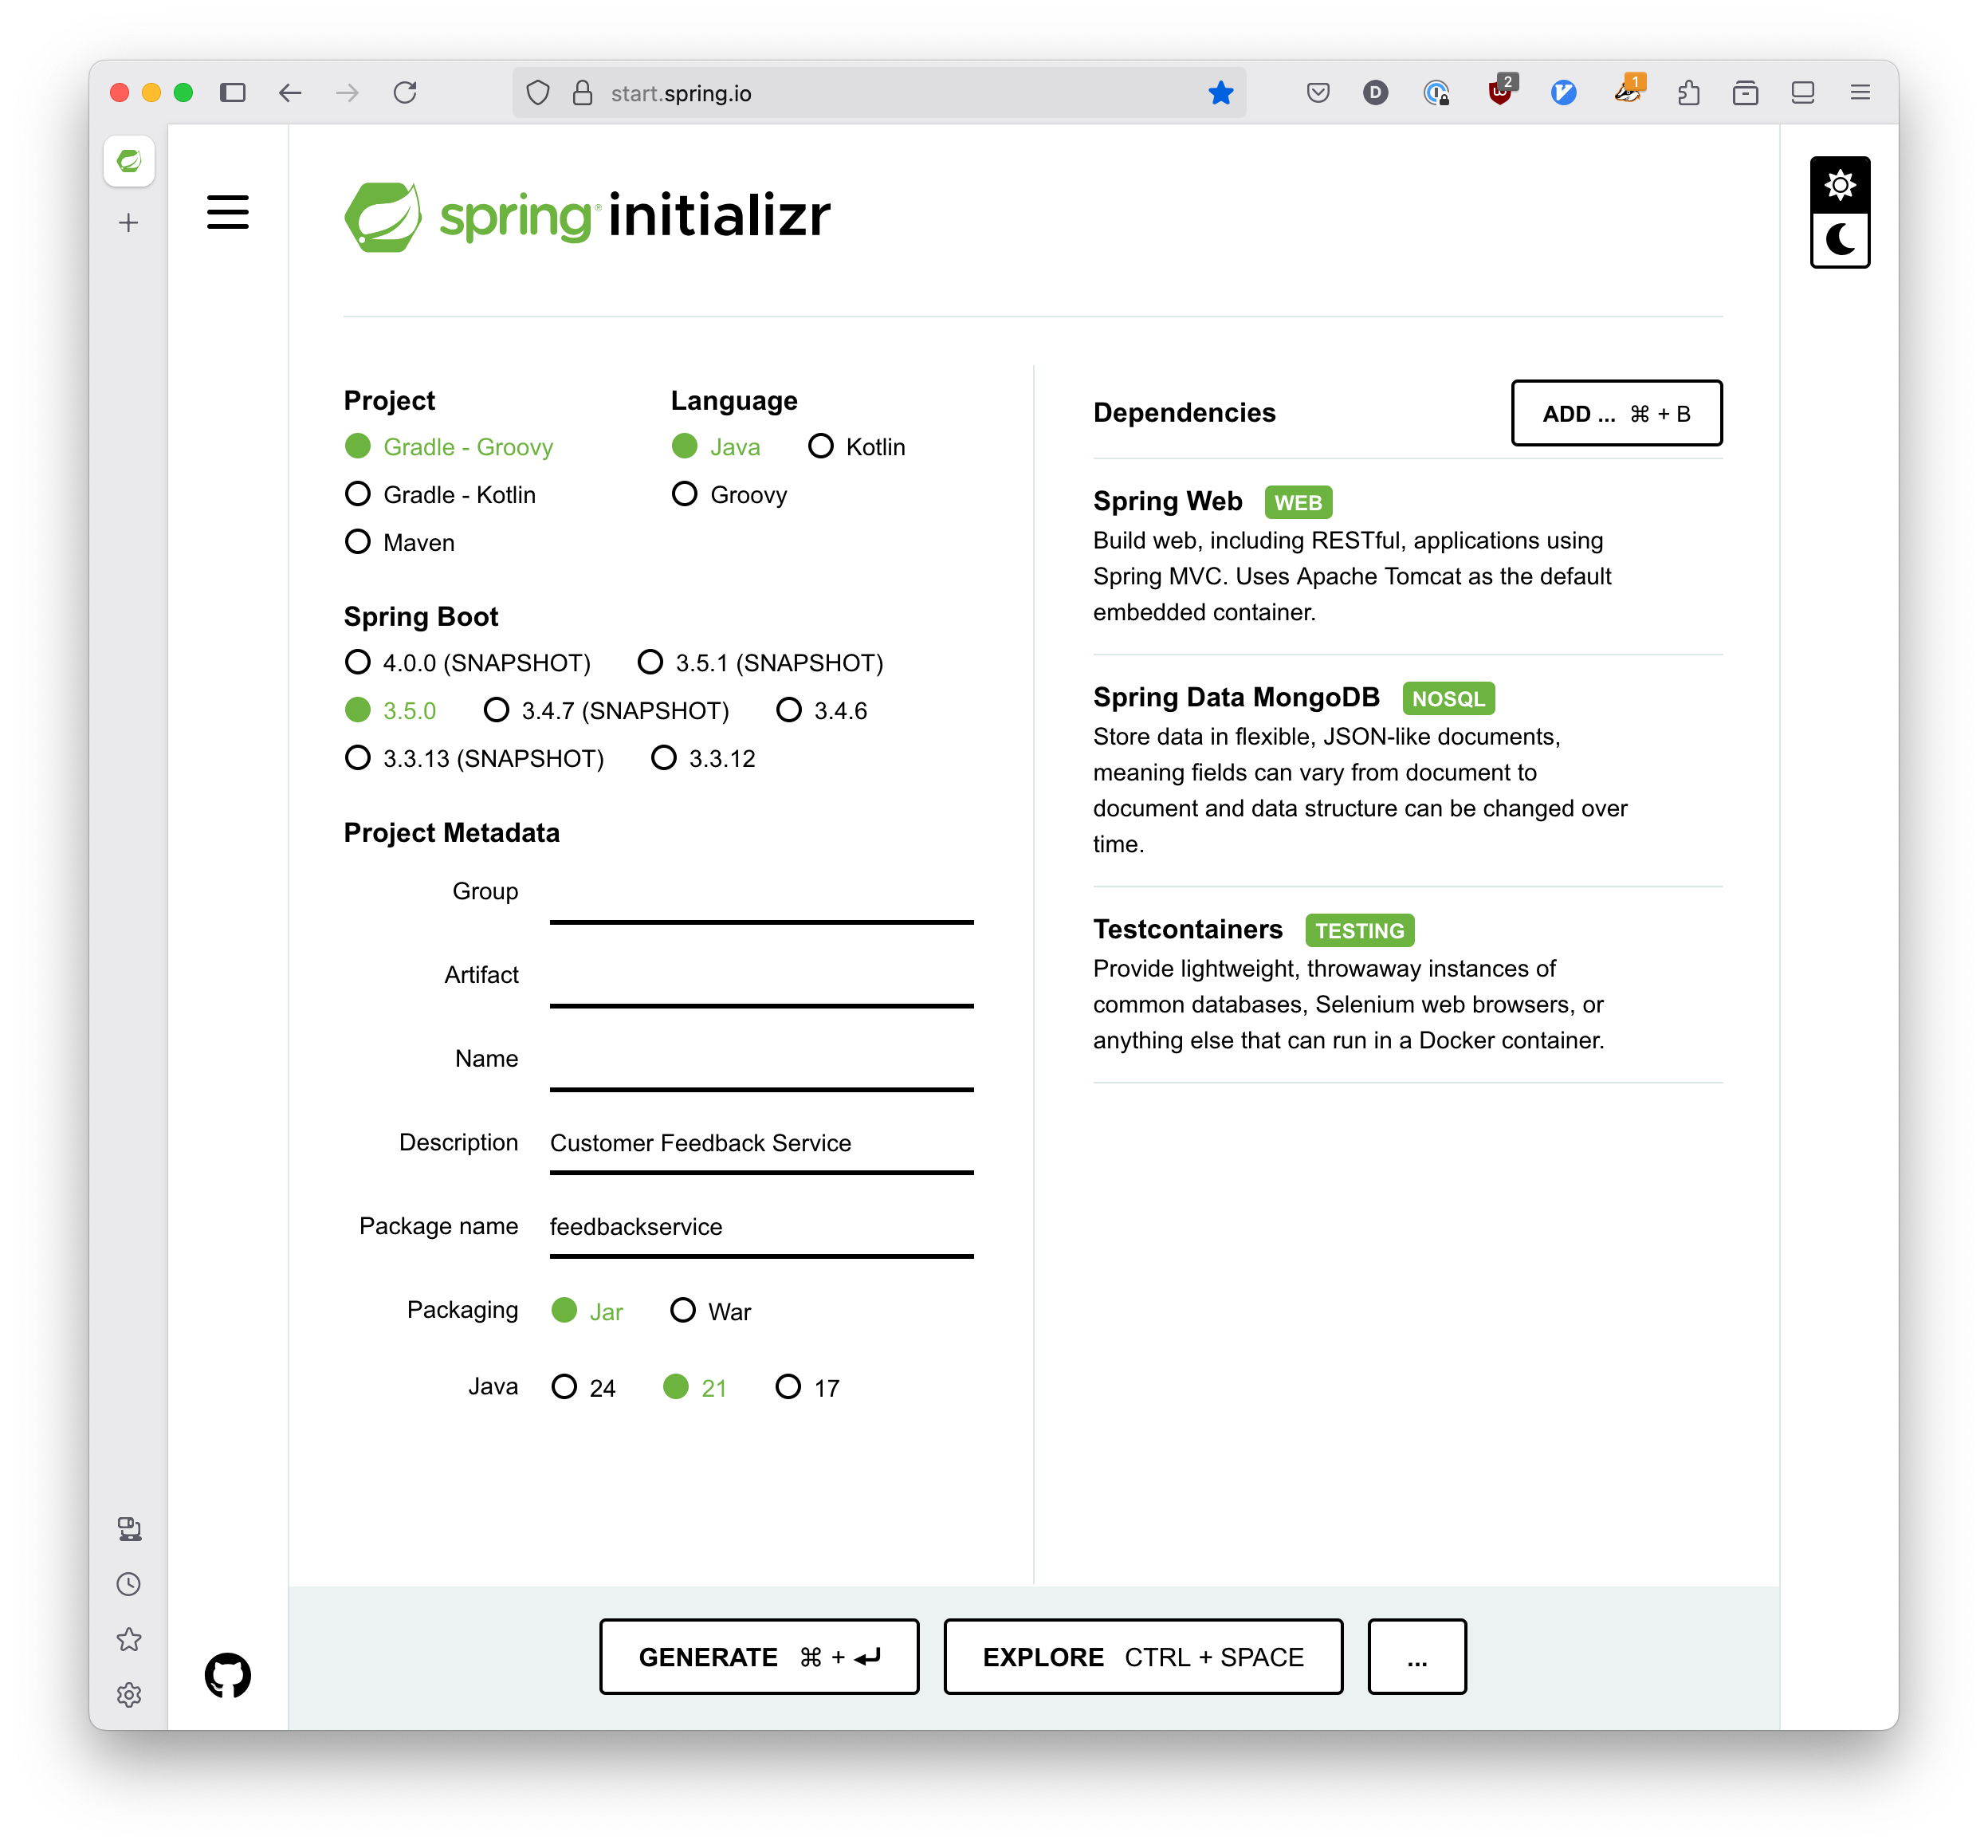 start.spring.io
D
2
1
spring® initializr
Project
Gradle - Groovy
Gradle - Kotlin
Maven
Language
Java Kotlin
Groovy
Spring Boot
4.0.0 (SNAPSHOT) 3.5.1 (SNAPSHOT)
3.5.0 3.4.7 (SNAPSHOT) 3.4.6
3.3.13 (SNAPSHOT) 3.3.12
Project Metadata
Group
Artifact
Name
Description Customer Feedback Service
Package name feedbackservice
Packaging Jar War
Java 24 21 17
Dependencies ADD ... ⌘ + B
Spring Web WEB
Build web, including RESTful, applications using
Spring MVC. Uses Apache Tomcat as the default
embedded container.
Spring Data MongoDB NOSQL
Store data in flexible, JSON-like documents,
meaning fields can vary from document to
document and data structure can be changed over
time.
Testcontainers TESTING
Provide lightweight, throwaway instances of
common databases, Selenium web browsers, or
anything else that can run in a Docker container.
GENERATE ⌘ + ⏎ EXPLORE CTRL + SPACE ...